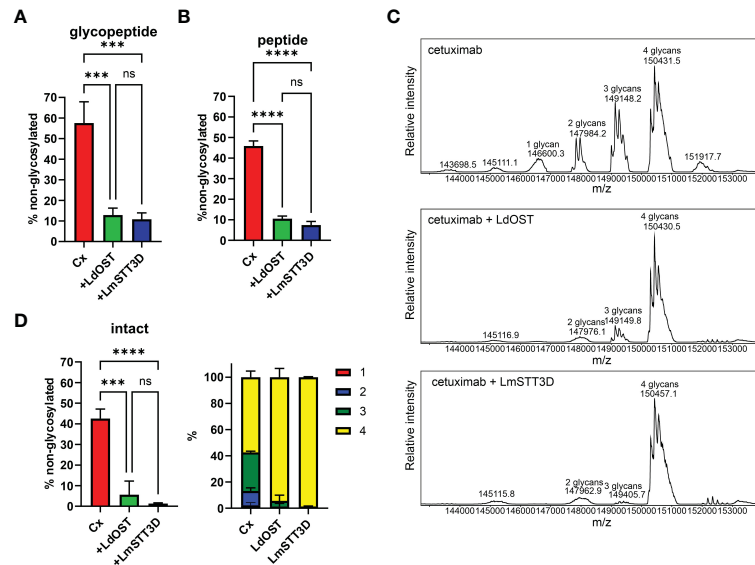 A
glycopeptide
***
***
ns
% non-glycosylated
70
60
50
40
30
20
10
0
Cx
+LdOST
+LmSTT3D
B
peptide
****
****
ns
%non-glycosylated
70
60
50
40
30
20
10
0
Cx
+LdOST
+LmSTT3D
C
cetuximab
4 glycans
150431.5
3 glycans
149148.2
2 glycans
147984.2
1 glycan
146600.3
143698.5
145111.1
151917.7
Relative intensity
144000 145000 146000 147000 148000 149000 150000 151000 152000 153000
m/z
cetuximab + LdOST
4 glycans
150430.5
3 glycans
149149.8
2 glycans
147976.1
145116.9
Relative intensity
144000 145000 146000 147000 148000 149000 150000 151000 152000 153000
m/z
cetuximab + LmSTT3D
4 glycans
150457.1
3 glycans
149405.7
2 glycans
147962.9
145115.8
Relative intensity
144000 145000 146000 147000 148000 149000 150000 151000 152000 153000
m/z
D
intact
****
***
ns
% non-glycosylated
70
60
50
40
30
20
10
0
Cx
+LdOST
+LmSTT3D
%
100
80
60
40
20
0
Cx
LdOST
LmSTT3D
1
2
3
4